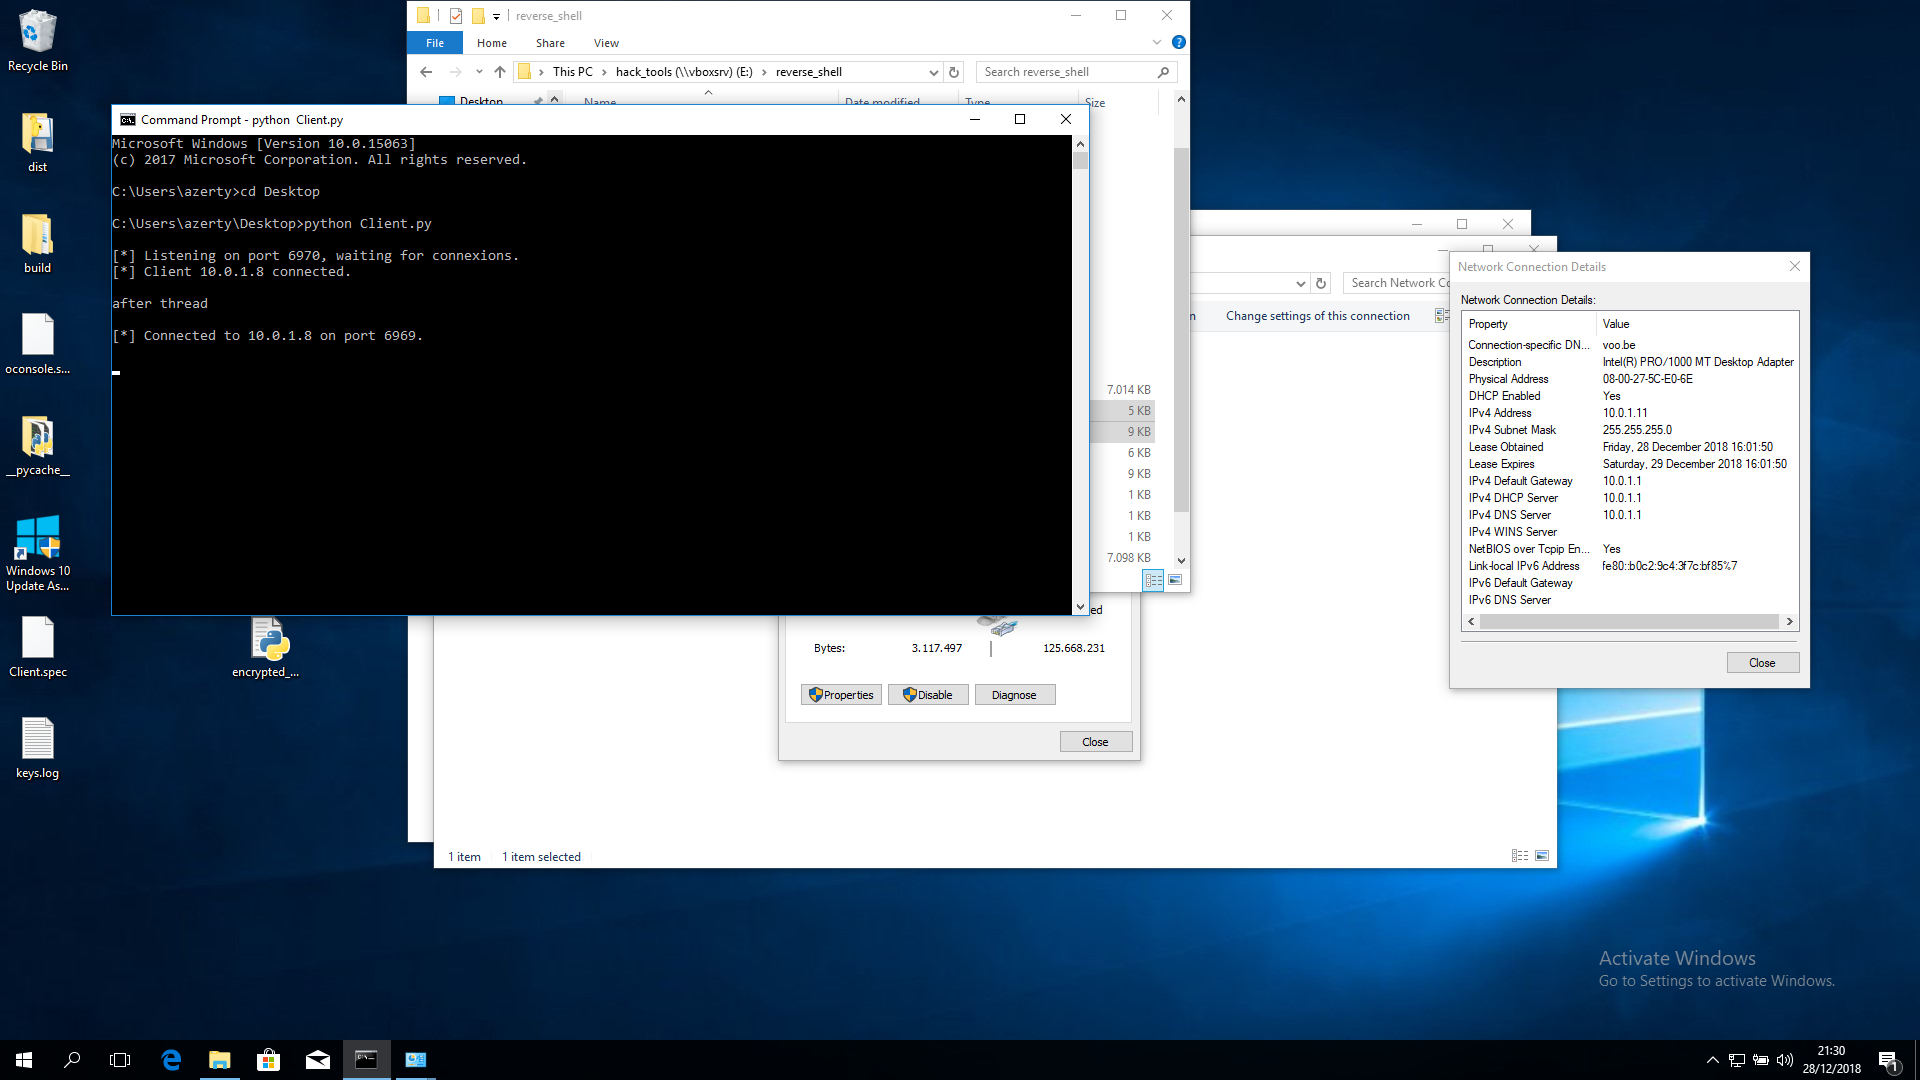 Recycle Bin
dist
build
oconsole.s...
__pycache__
Windows 10
Update As...
Client.spec
keys.log
encrypted_...
reverse_shell
File Home Share View
This PC > hack_tools (\\vboxsrv) (E:) > reverse_shell
Search reverse_shell
Desktop
Name Date modified Type Size
Command Prompt - python  Client.py
Microsoft Windows [Version 10.0.15063]
(c) 2017 Microsoft Corporation. All rights reserved.
C:\Users\azerty>cd Desktop
C:\Users\azerty\Desktop>python Client.py
[*] Listening on port 6970, waiting for connexions.
[*] Client 10.0.1.8 connected.
after thread
[*] Connected to 10.0.1.8 on port 6969.
7.014 KB
5 KB
9 KB
6 KB
9 KB
1 KB
1 KB
1 KB
7.098 KB
ed
Bytes: 3.117.497 125.668.231
Properties Disable Diagnose
Close
Search Network Co
n Change settings of this connection
1 item 1 item selected
Network Connection Details
Network Connection Details:
Property Value
Connection-specific DN... voo.be
Description Intel(R) PRO/1000 MT Desktop Adapter
Physical Address 08-00-27-5C-E0-6E
DHCP Enabled Yes
IPv4 Address 10.0.1.11
IPv4 Subnet Mask 255.255.255.0
Lease Obtained Friday, 28 December 2018 16:01:50
Lease Expires Saturday, 29 December 2018 16:01:50
IPv4 Default Gateway 10.0.1.1
IPv4 DHCP Server 10.0.1.1
IPv4 DNS Server 10.0.1.1
IPv4 WINS Server
NetBIOS over Tcpip En... Yes
Link-local IPv6 Address fe80::b0c2:9c4:3f7c:bf85%7
IPv6 Default Gateway
IPv6 DNS Server
Close
Activate Windows
Go to Settings to activate Windows.
21:30
28/12/2018
1